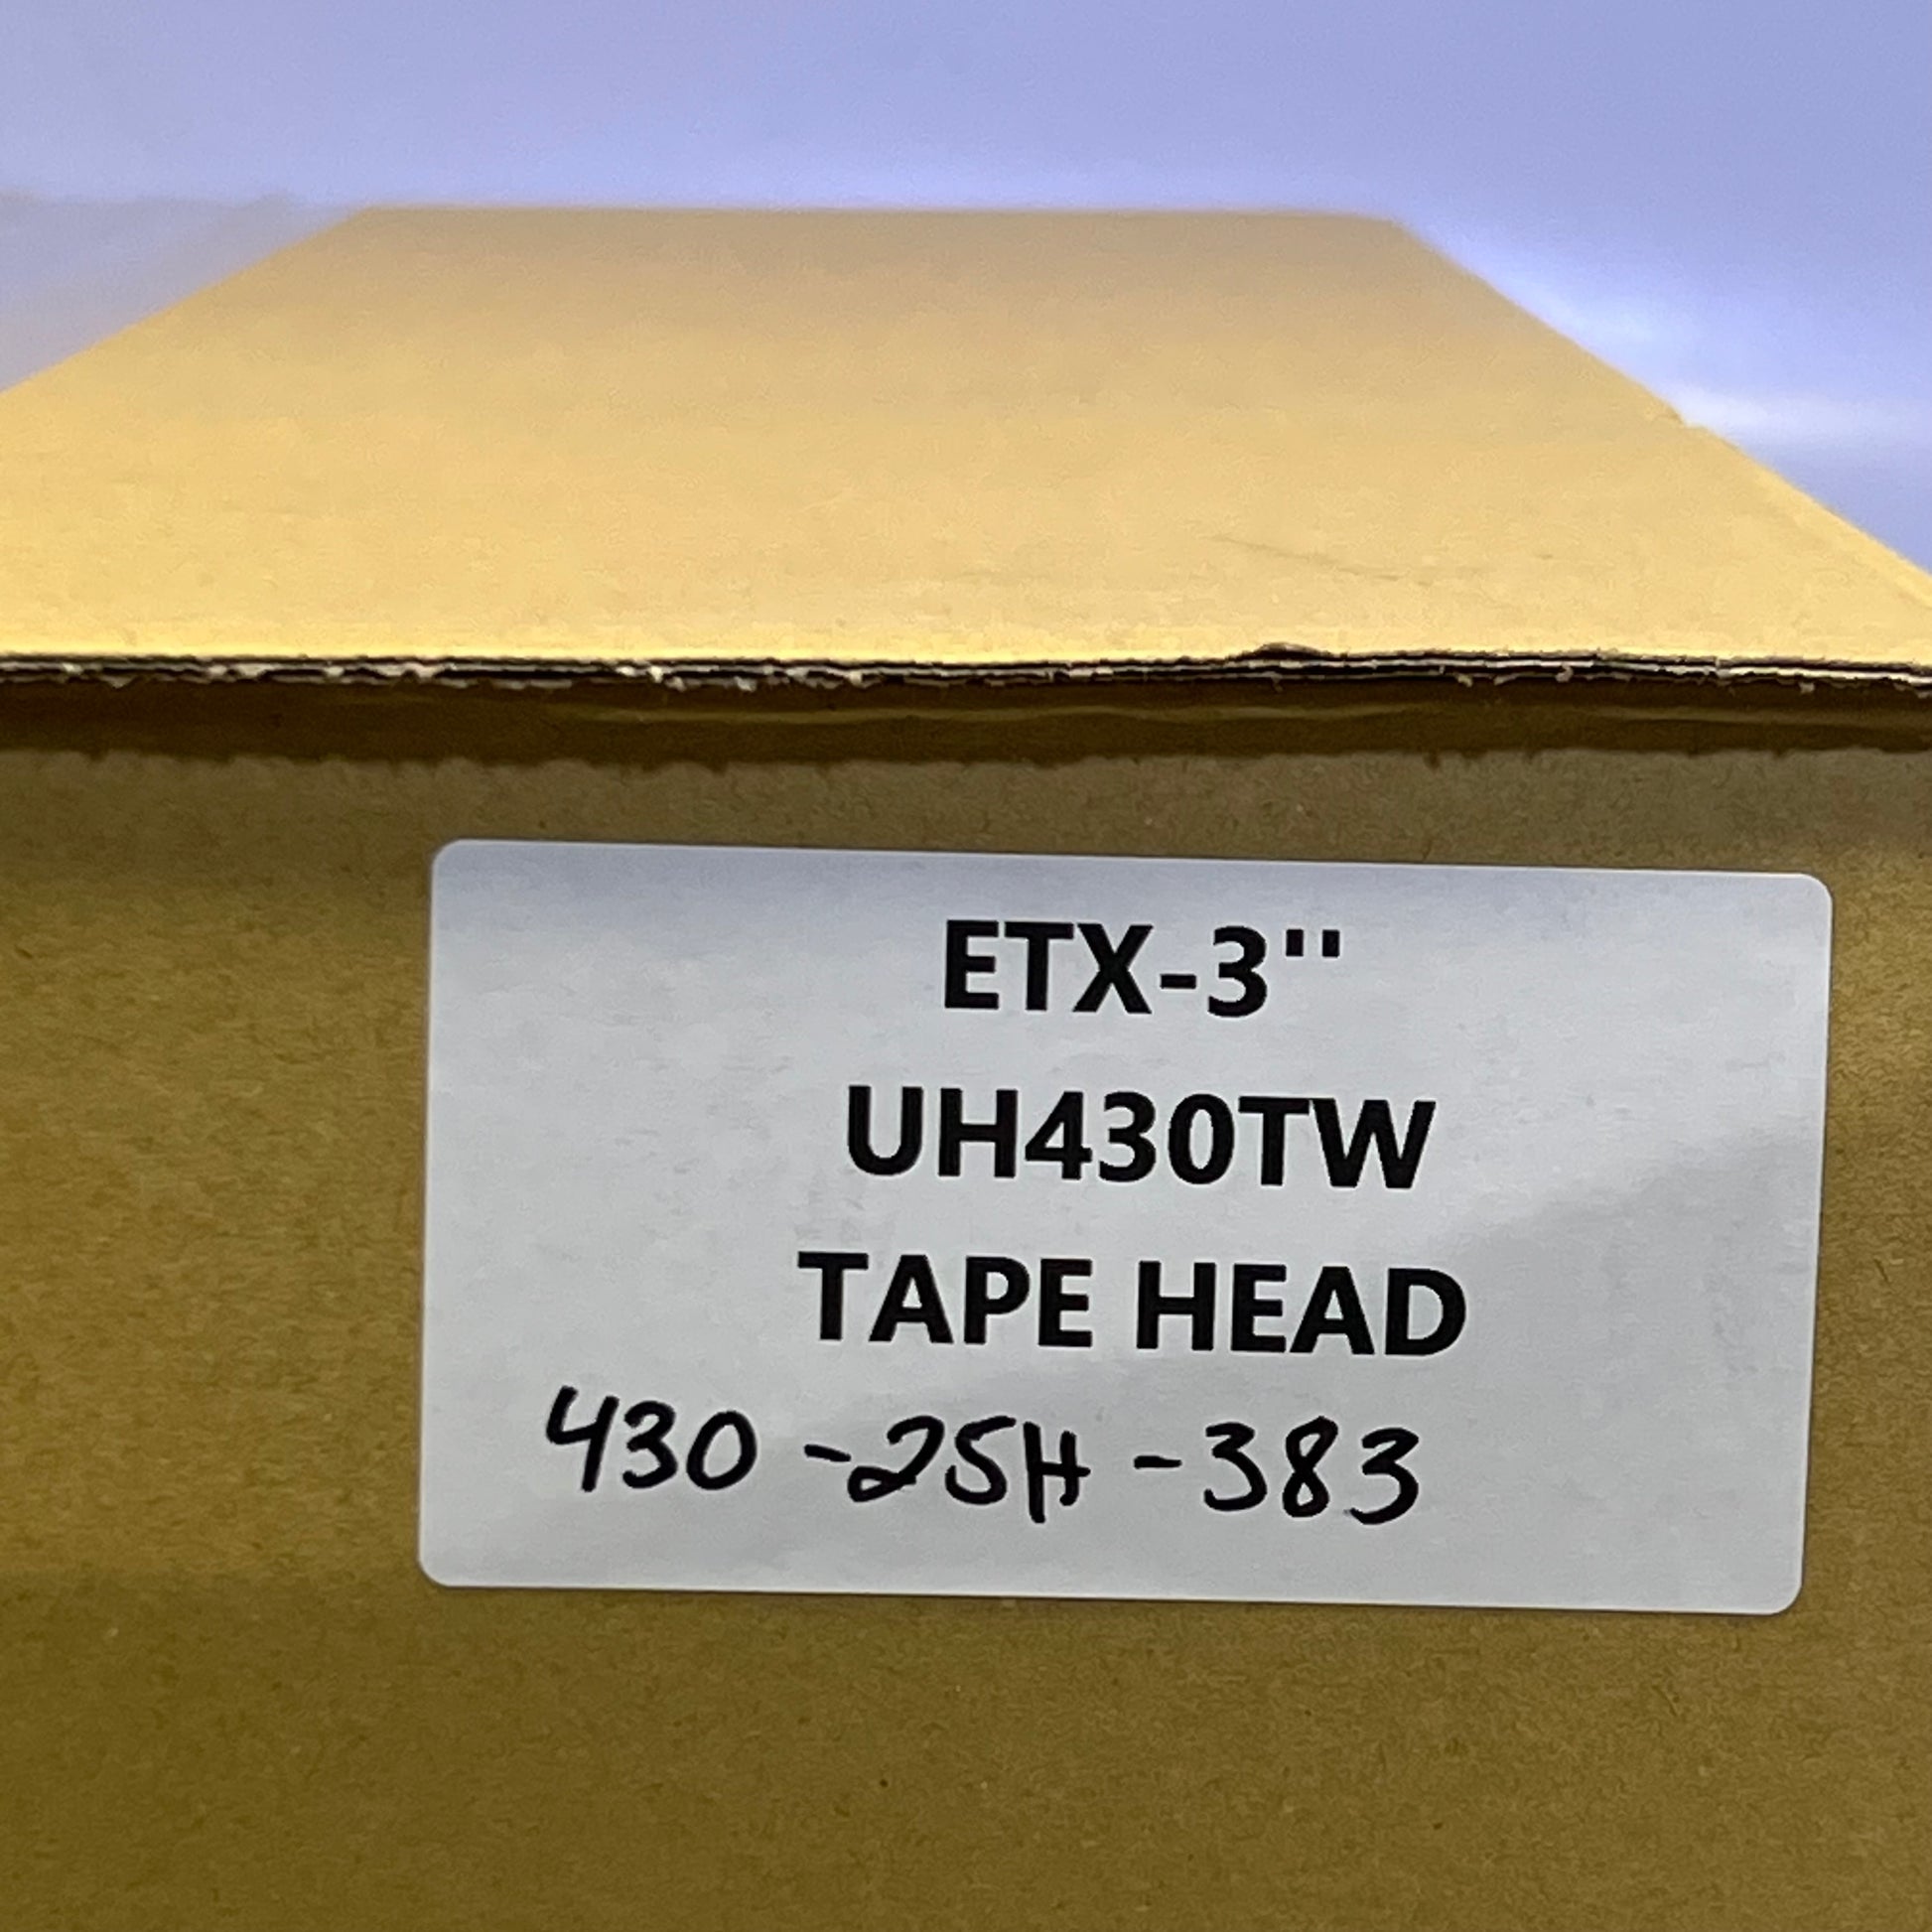 ETX-3"
UH430TW
TAPE HEAD
430-25H-383